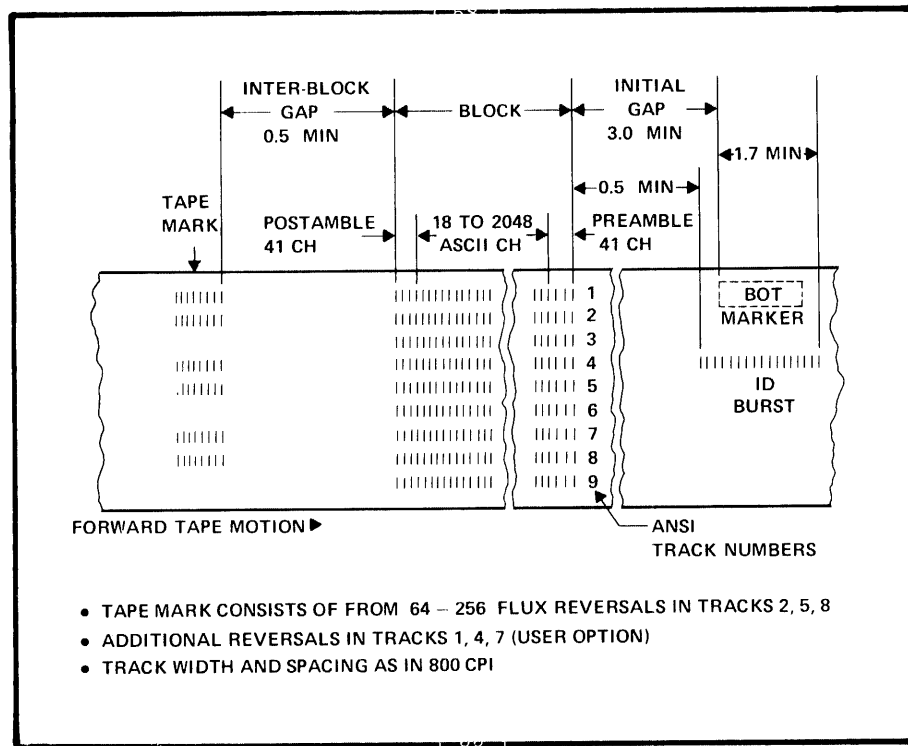 INTER-BLOCK
GAP
0.5 MIN
BLOCK
INITIAL
GAP
3.0 MIN
1.7 MIN
0.5 MIN
TAPE
MARK
POSTAMBLE
41 CH
18 TO 2048
ASCII CH
PREAMBLE
41 CH
1
2
3
4
5
6
7
8
9
BOT
MARKER
ID
BURST
FORWARD TAPE MOTION
ANSI
TRACK NUMBERS
• TAPE MARK CONSISTS OF FROM 64 – 256 FLUX REVERSALS IN TRACKS 2, 5, 8
• ADDITIONAL REVERSALS IN TRACKS 1, 4, 7 (USER OPTION)
• TRACK WIDTH AND SPACING AS IN 800 CPI